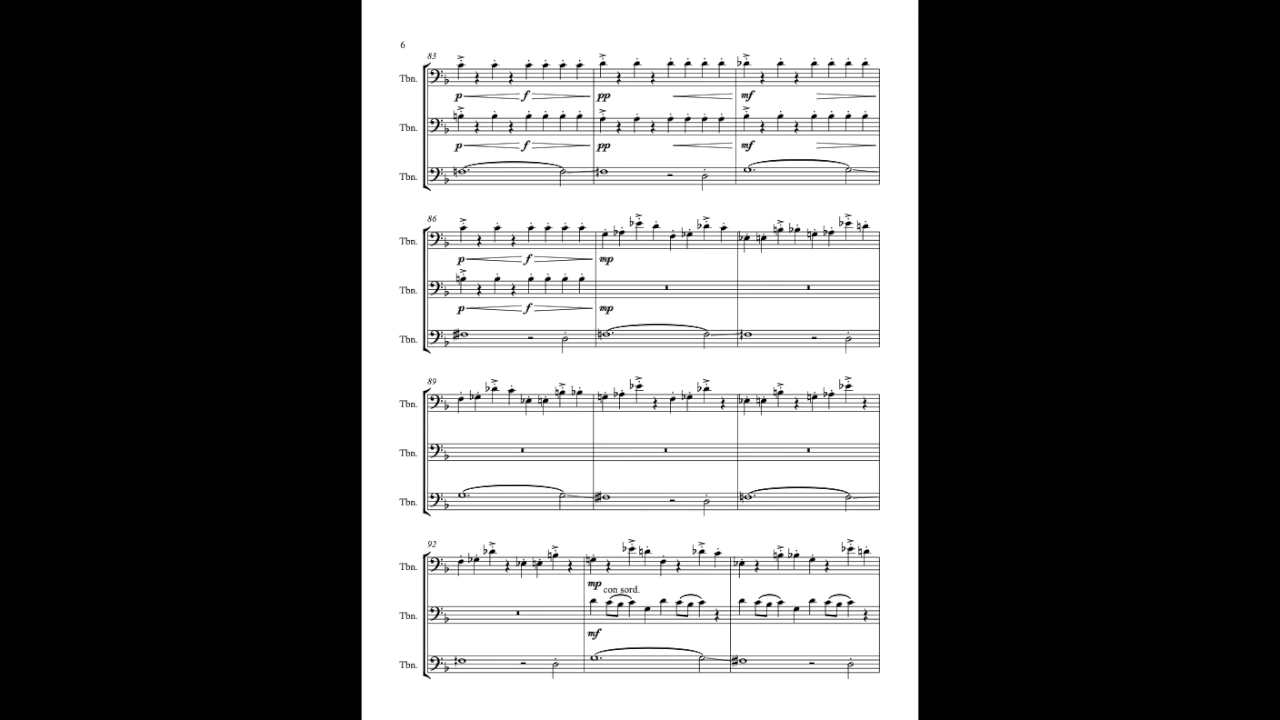 6
83
Tbn.
p f pp mf
Tbn.
p f pp mf
Tbn.
86
Tbn.
p f mp
Tbn.
p f mp
Tbn.
89
Tbn.
Tbn.
Tbn.
92
Tbn.
mp con sord.
Tbn.
mf
Tbn.